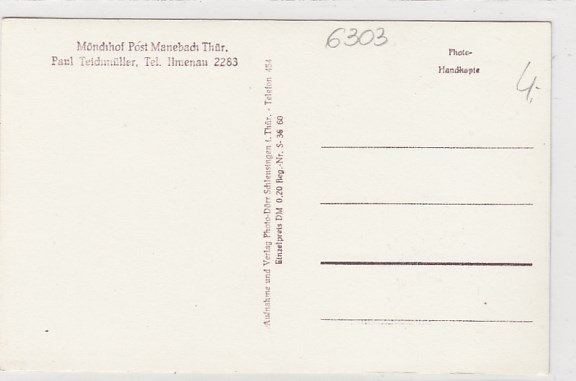 Mönchhof Post Manebach Thür.
Paul Teichmüller, Tel. Ilmenau 2283
6303
Photo-
Handkopie
4,-
Aufnahme und Verlag Photo-Dörr Schleusingen i. Thür. - Telefon 454
Einzelpreis DM 0,20 Reg.-Nr. S- 36 60